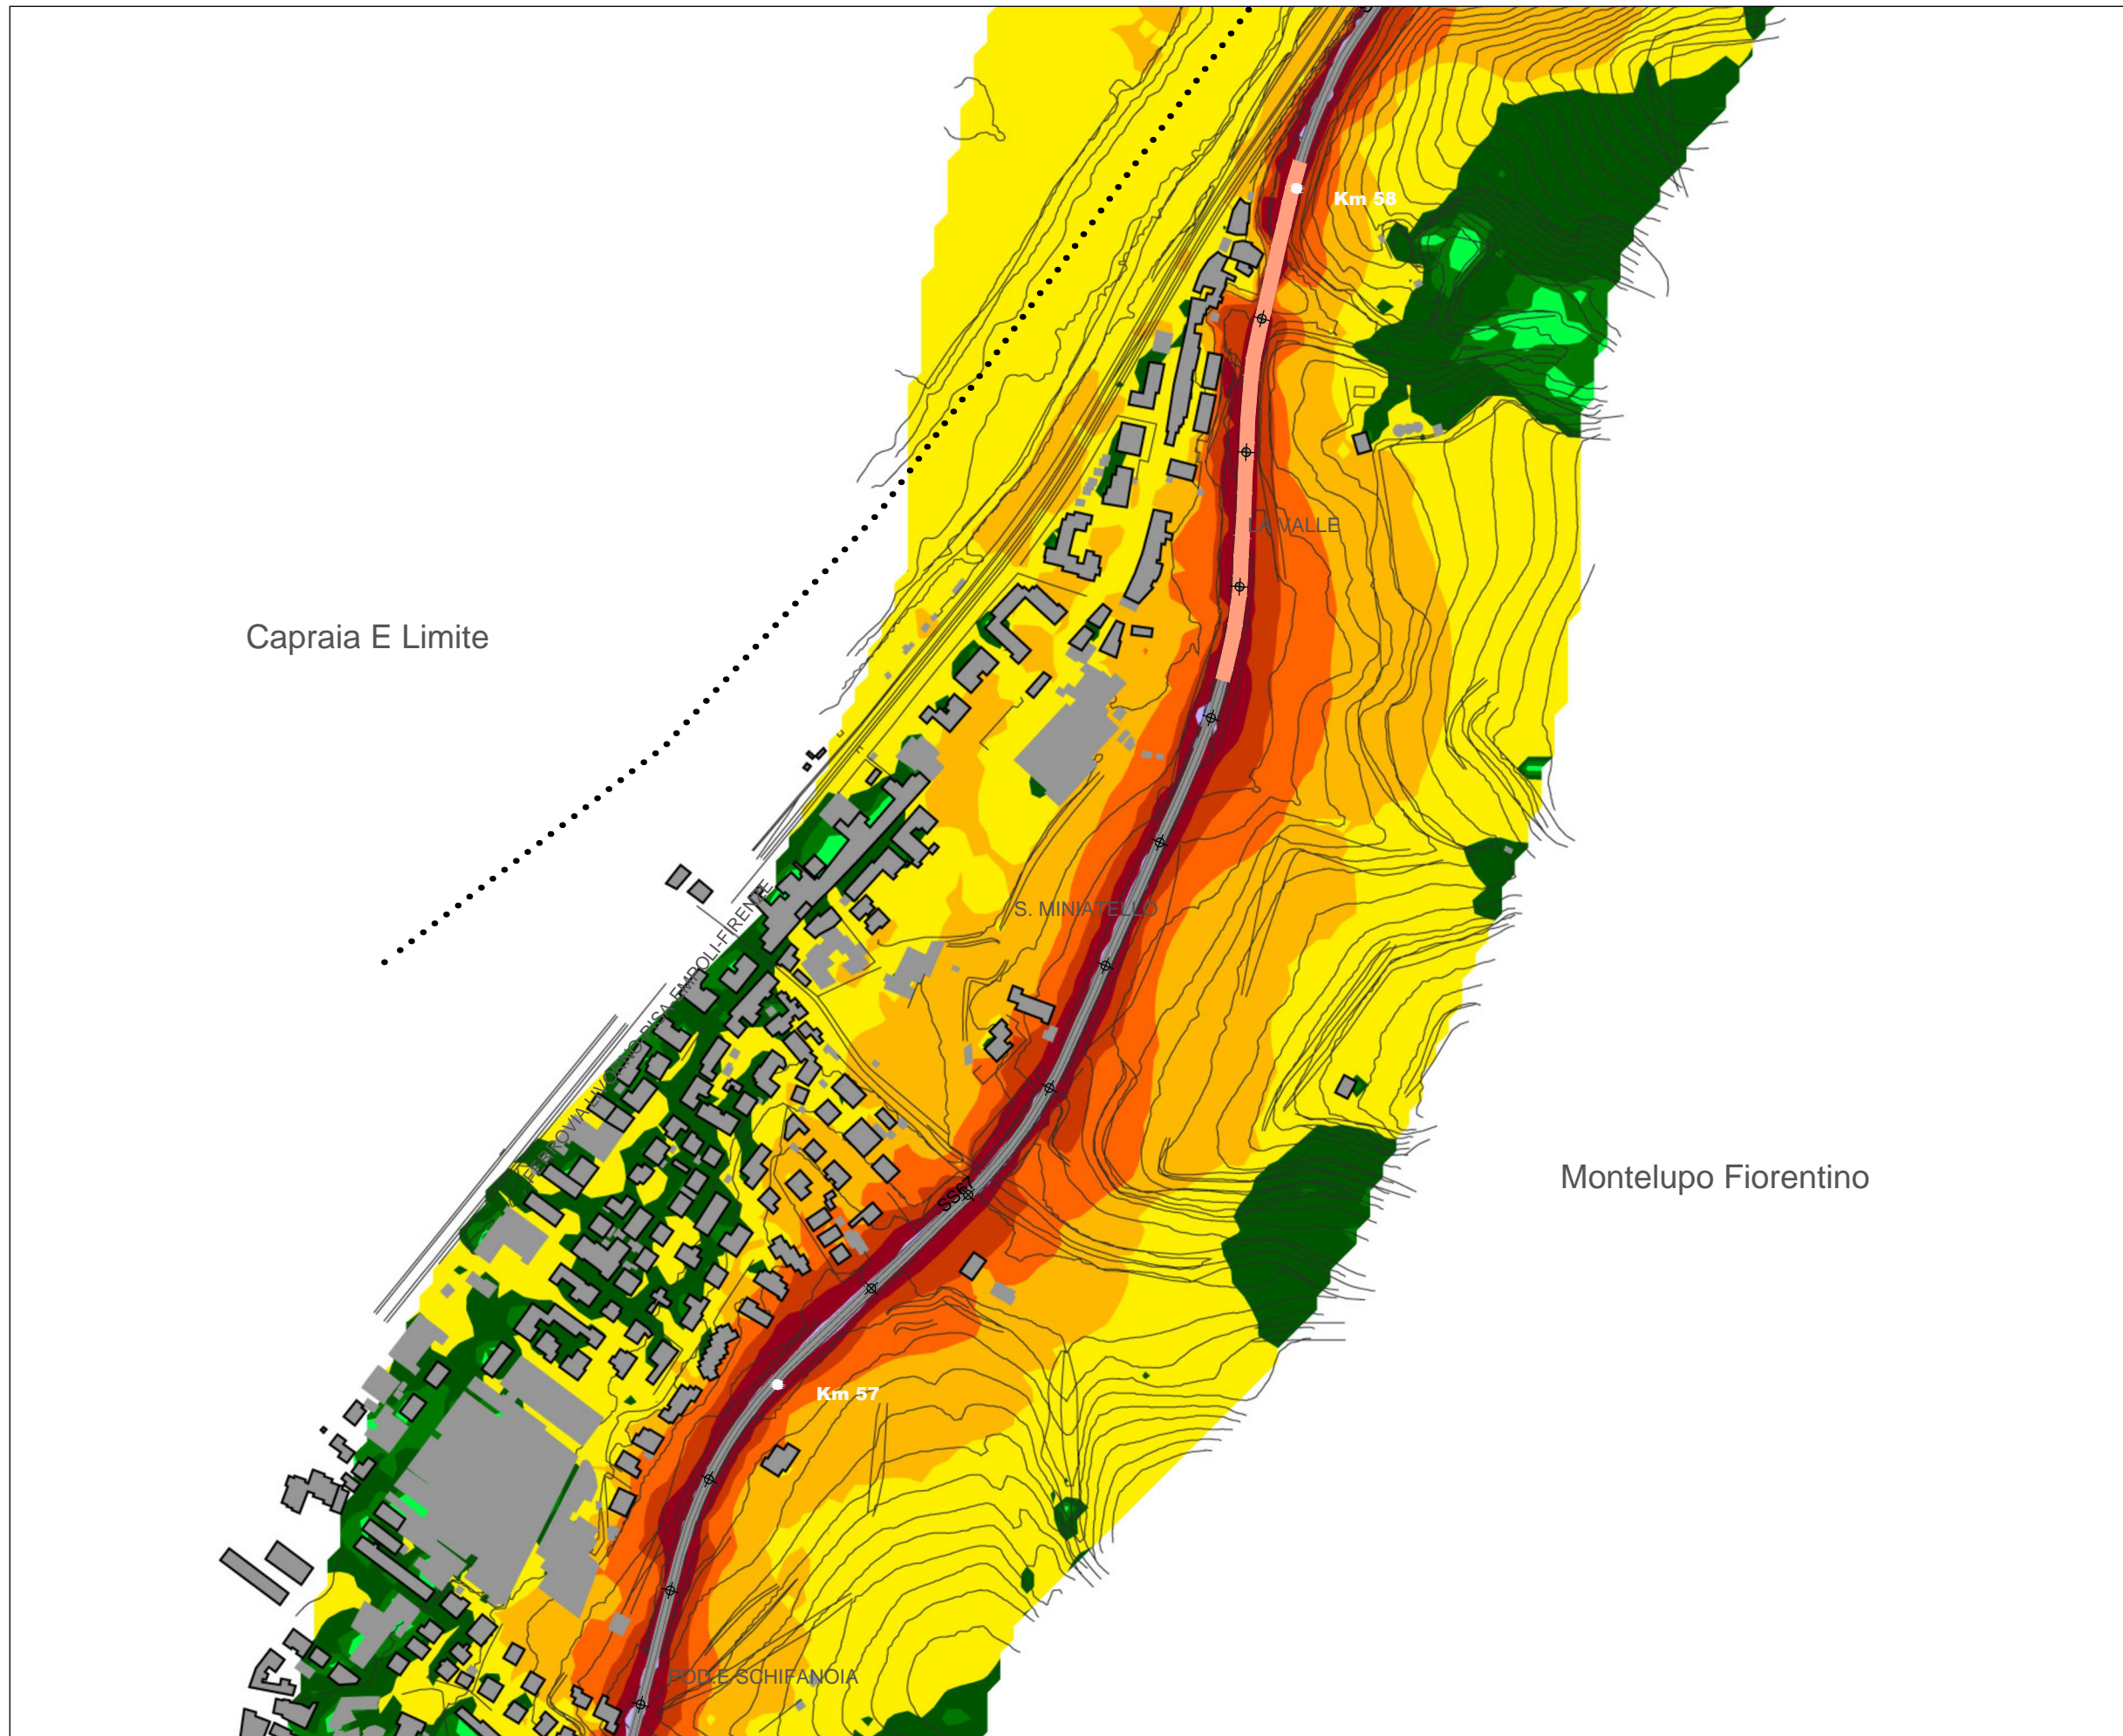 Km 58
LA VALLE
Capraia E Limite
S. MINIATELLO
FERROVIA LIVORNO-PISA-EMPOLI-FIRENZE
Montelupo Fiorentino
SS67
Km 57
POD.E SCHIFANOIA